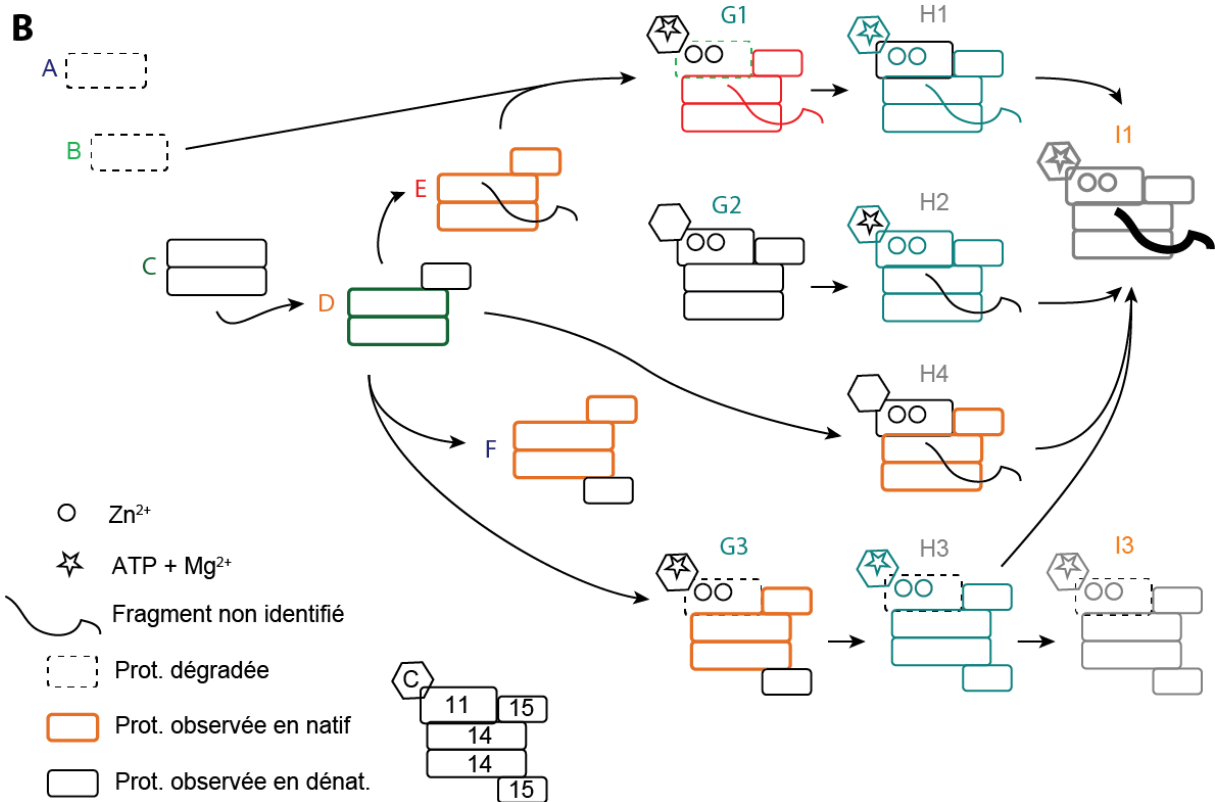 B
A
B
C
D
E
F
G1
H1
I1
G2
H2
H4
G3
H3
I3
Zn²⁺
ATP + Mg²⁺
Fragment non identifié
Prot. dégradée
Prot. observée en natif
Prot. observée en dénat.
C
11
15
14
14
15